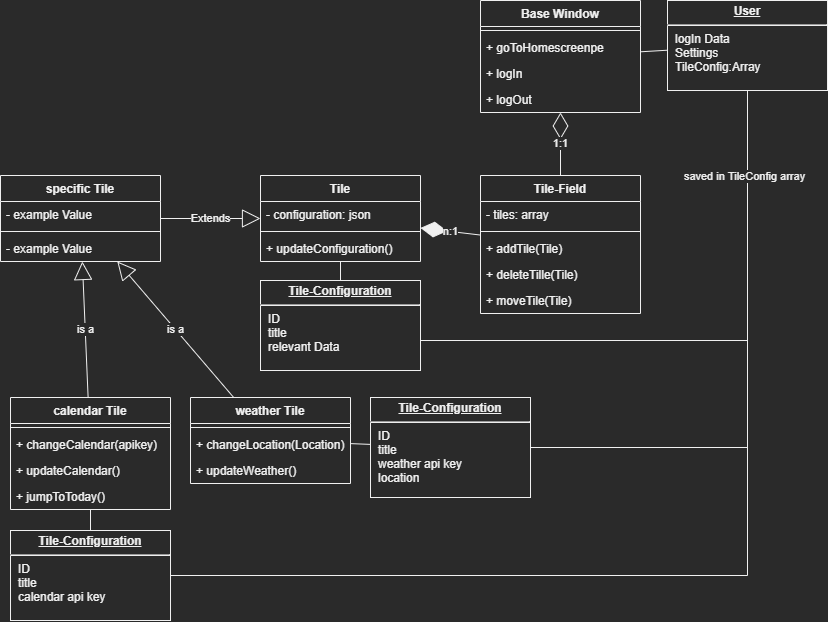 Base Window
+ goToHomescreenpe
+ logIn
+ logOut
User
logIn Data
Settings
TileConfig:Array
1:1
saved in TileConfig array
specific Tile
- example Value
- example Value
Extends
Tile
- configuration: json
+ updateConfiguration()
n:1
Tile-Field
- tiles: array
+ addTile(Tile)
+ deleteTile(Tile)
+ moveTile(Tile)
Tile-Configuration
ID
title
relevant Data
is a
is a
calendar Tile
+ changeCalendar(apikey)
+ updateCalendar()
+ jumpToToday()
weather Tile
+ changeLocation(Location)
+ updateWeather()
Tile-Configuration
ID
title
weather api key
location
Tile-Configuration
ID
title
calendar api key